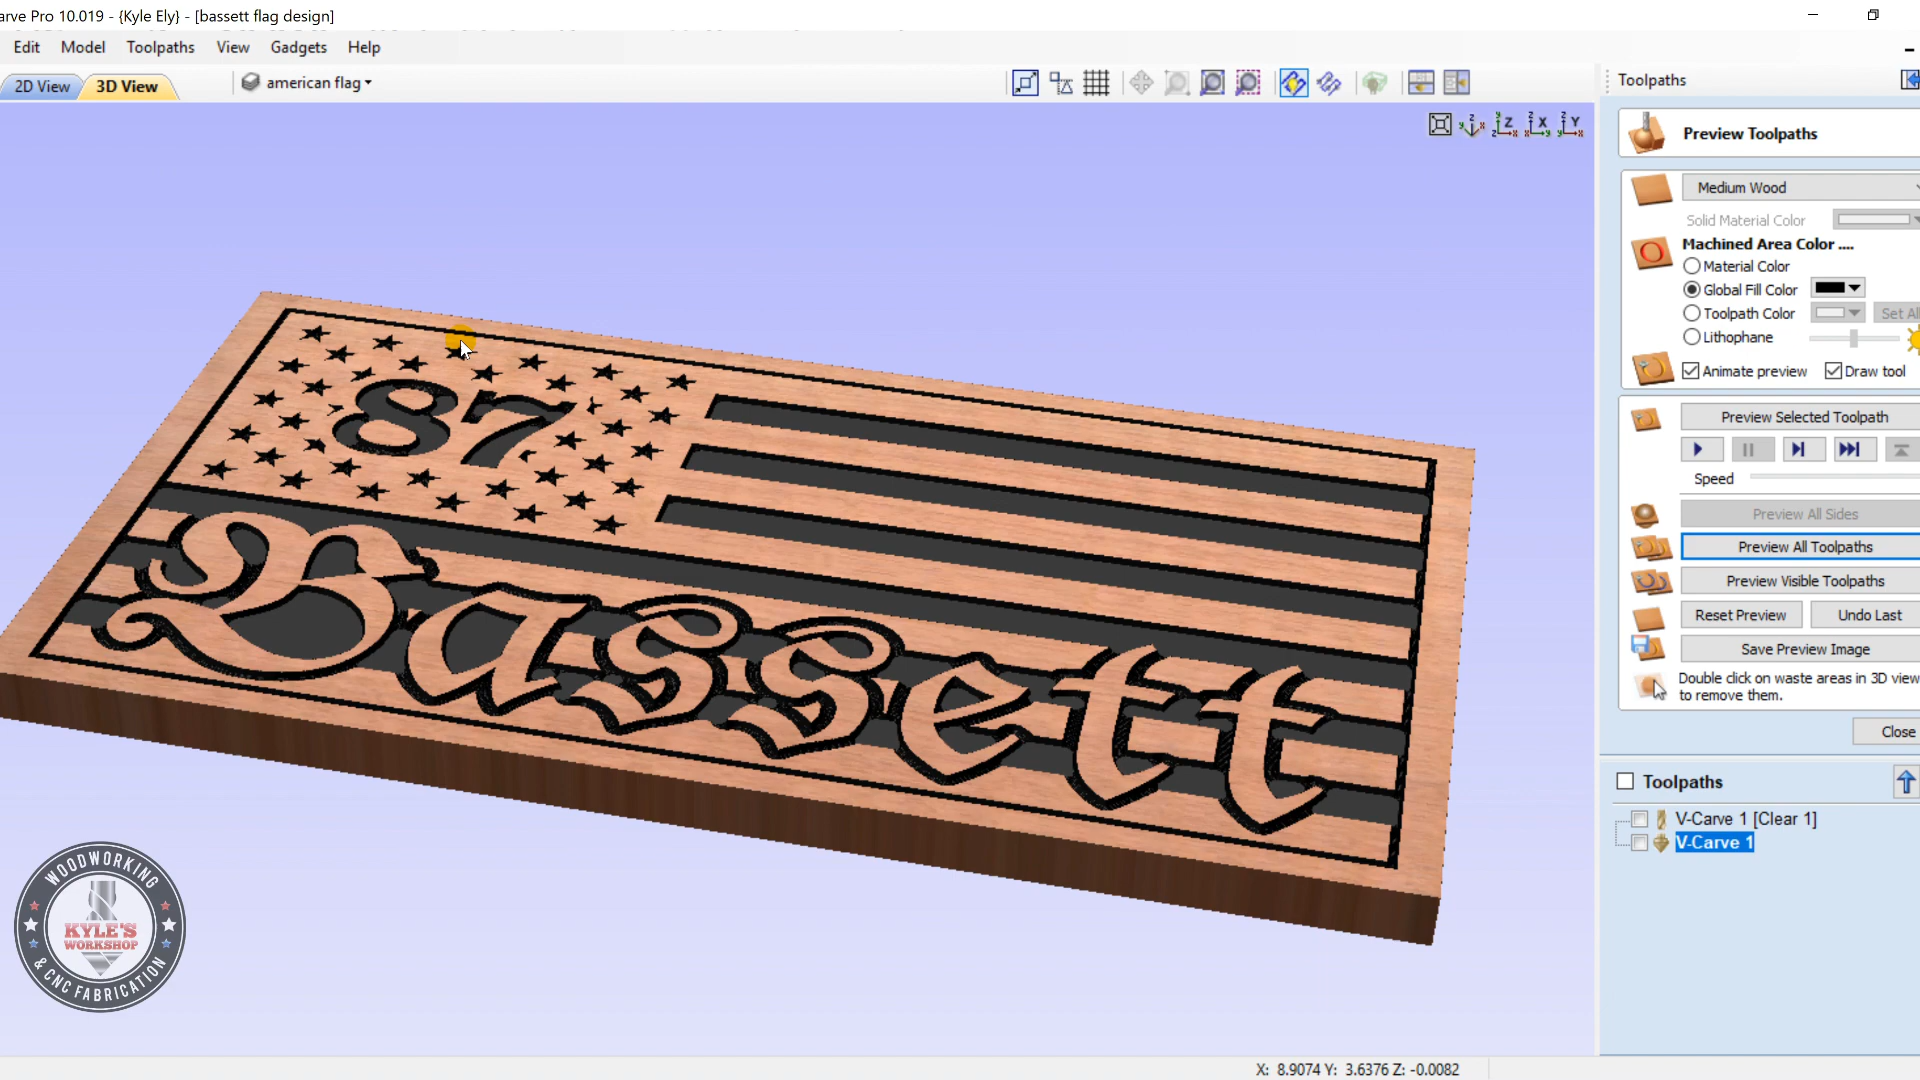 arve Pro 10.019 - {Kyle Ely} - [bassett flag design]
Edit Model Toolpaths View Gadgets Help
2D View 3D View american flag
Toolpaths
Preview Toolpaths
Medium Wood
Solid Material Color
Machined Area Color ....
Material Color
Global Fill Color
Toolpath Color Set Al
Lithophane
Animate preview Draw tool
Preview Selected Toolpath
Speed
Preview All Sides
Preview All Toolpaths
Preview Visible Toolpaths
Reset Preview Undo Last
Save Preview Image
Double click on waste areas in 3D view
to remove them.
Close
Toolpaths
V-Carve 1 [Clear 1]
V-Carve 1
87
Bassett
WOODWORKING
KYLE'S
WORKSHOP
& CNC FABRICATION
X: 8.9074 Y: 3.6376 Z: -0.0082